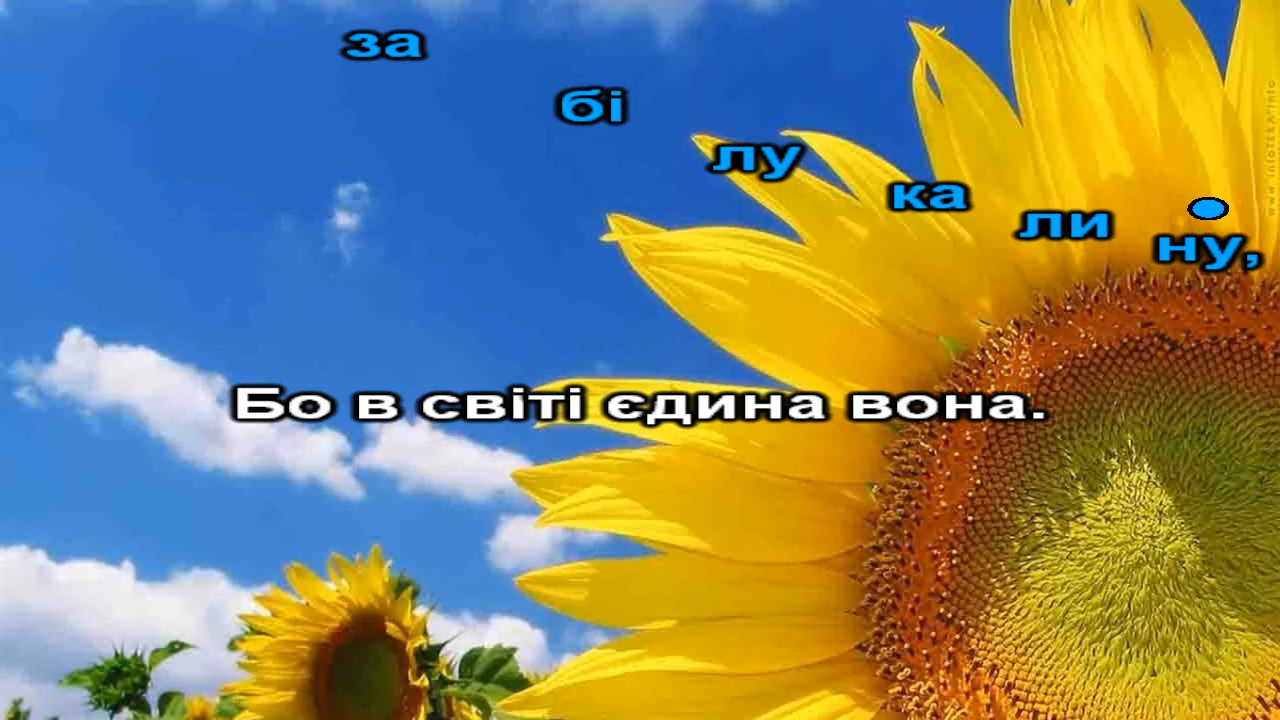 за бі лу ка ли ну,
Бо в світі єдина вона.